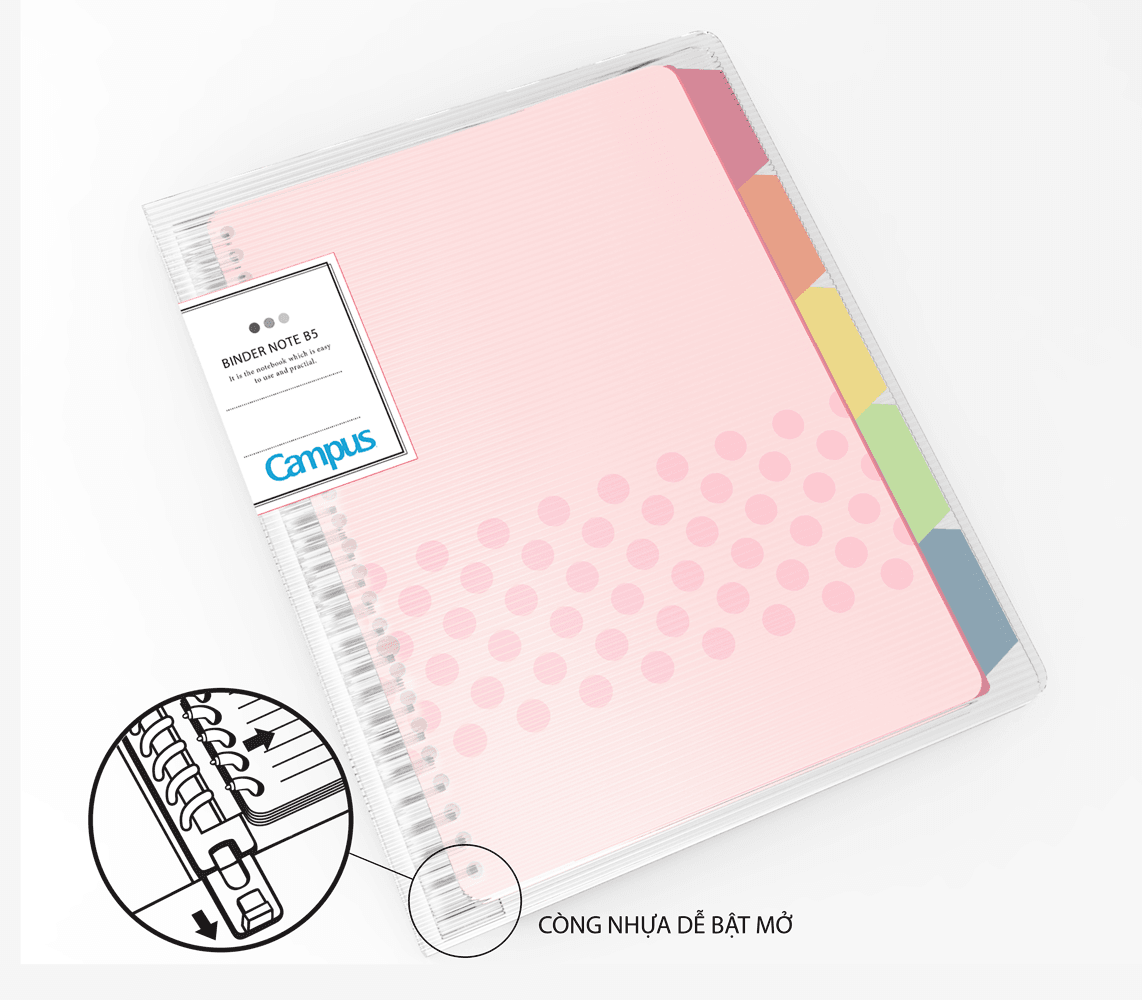 BINDER NOTE B5
It is the notebook which is easy
to use and practial.
Campus
CÒNG NHỰA DỄ BẬT MỞ